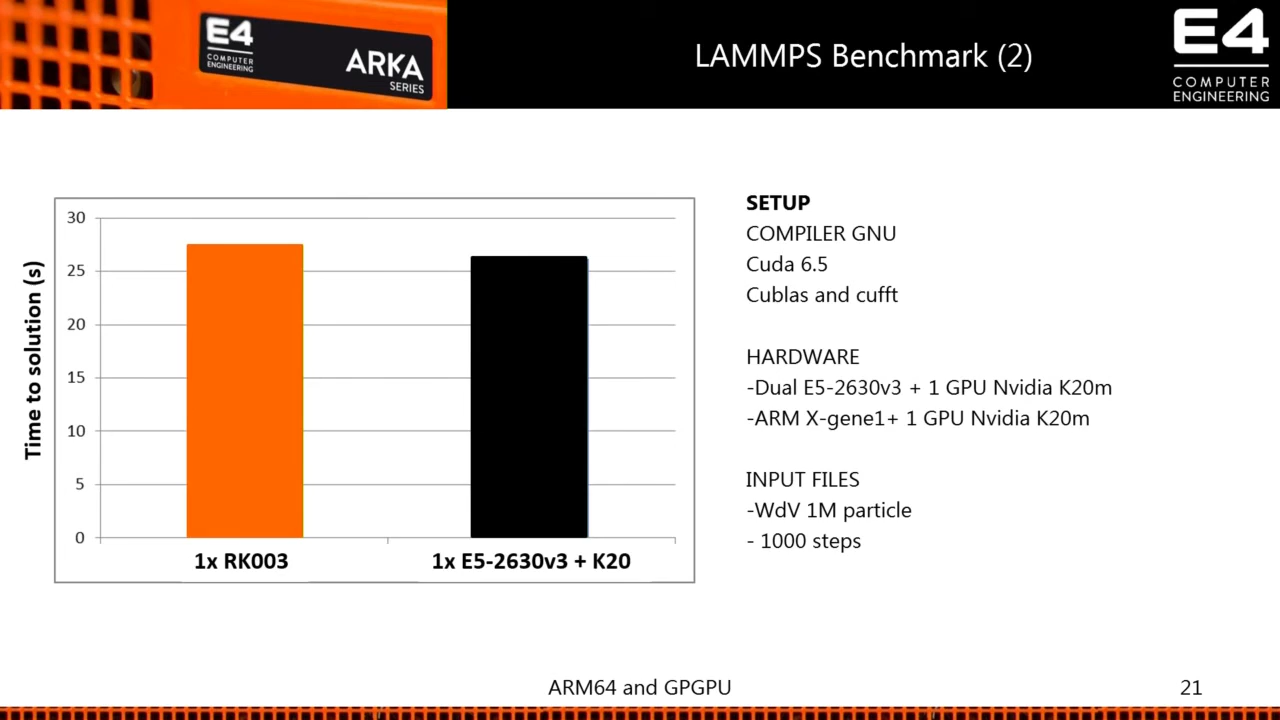 E4
COMPUTER
ENGINEERING
ARKA
SERIES
LAMMPS Benchmark (2)
E4
COMPUTER
ENGINEERING
Time to solution (s)
30
25
20
15
10
5
0
1x RK003
1x E5-2630v3 + K20
SETUP
COMPILER GNU
Cuda 6.5
Cublas and cufft
HARDWARE
-Dual E5-2630v3 + 1 GPU Nvidia K20m
-ARM X-gene1+ 1 GPU Nvidia K20m
INPUT FILES
-WdV 1M particle
- 1000 steps
ARM64 and GPGPU
21